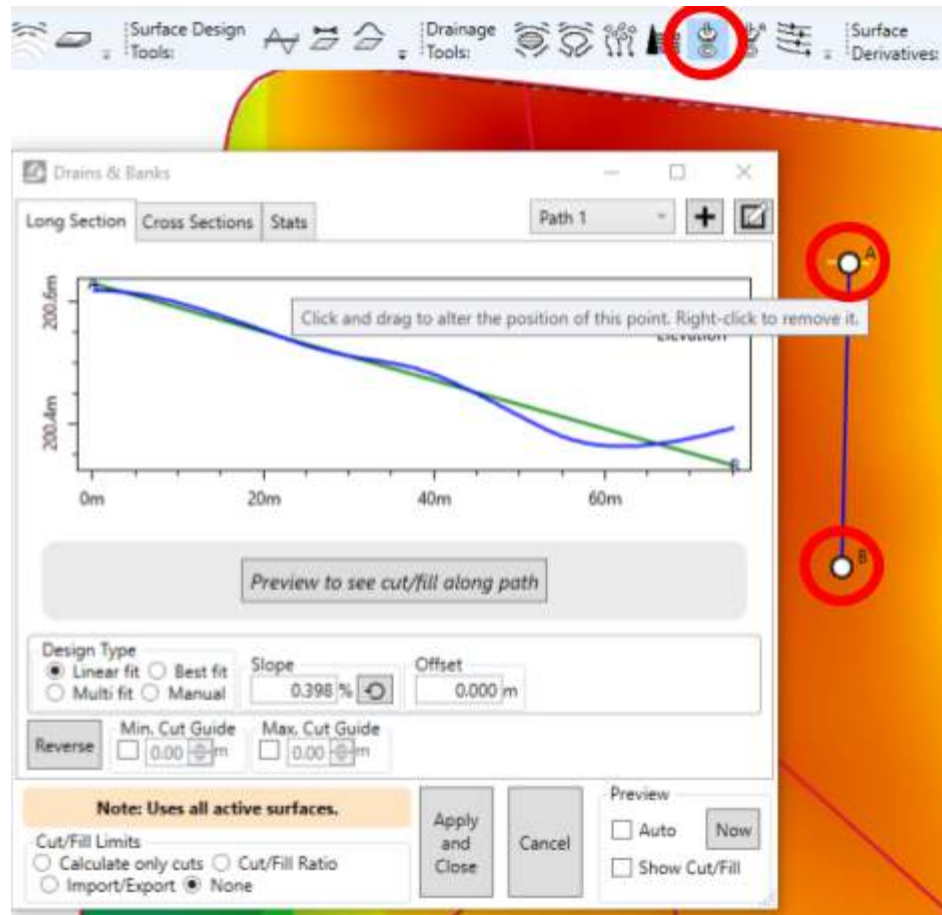 Surface Design Tools:
Drainage Tools:
Surface Derivatives:
Drains & Banks
Long Section Cross Sections Stats
Path 1
A
A
Click and drag to alter the position of this point. Right-click to remove it.
Elevation
200.6m
200.4m
B
0m 20m 40m 60m
B
Preview to see cut/fill along path
Design Type
Linear fit Best fit
Multi fit Manual
Slope
0.398 %
Offset
0.000 m
Reverse
Min. Cut Guide
0.00 m
Max. Cut Guide
0.00 m
Note: Uses all active surfaces.
Cut/Fill Limits
Calculate only cuts Cut/Fill Ratio
Import/Export None
Apply and Close
Cancel
Preview
Auto Now
Show Cut/Fill